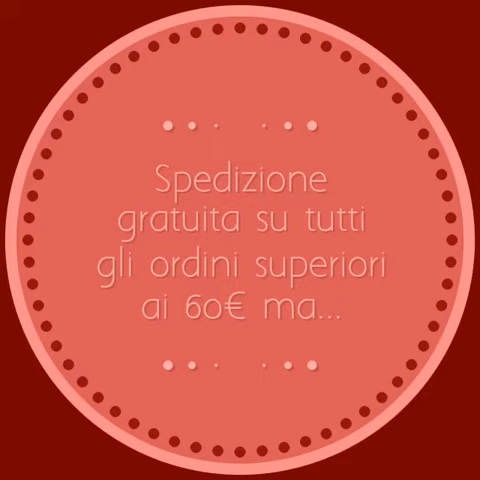 Spedizione
gratuita su tutti
gli ordini superiori
ai 60€ ma...